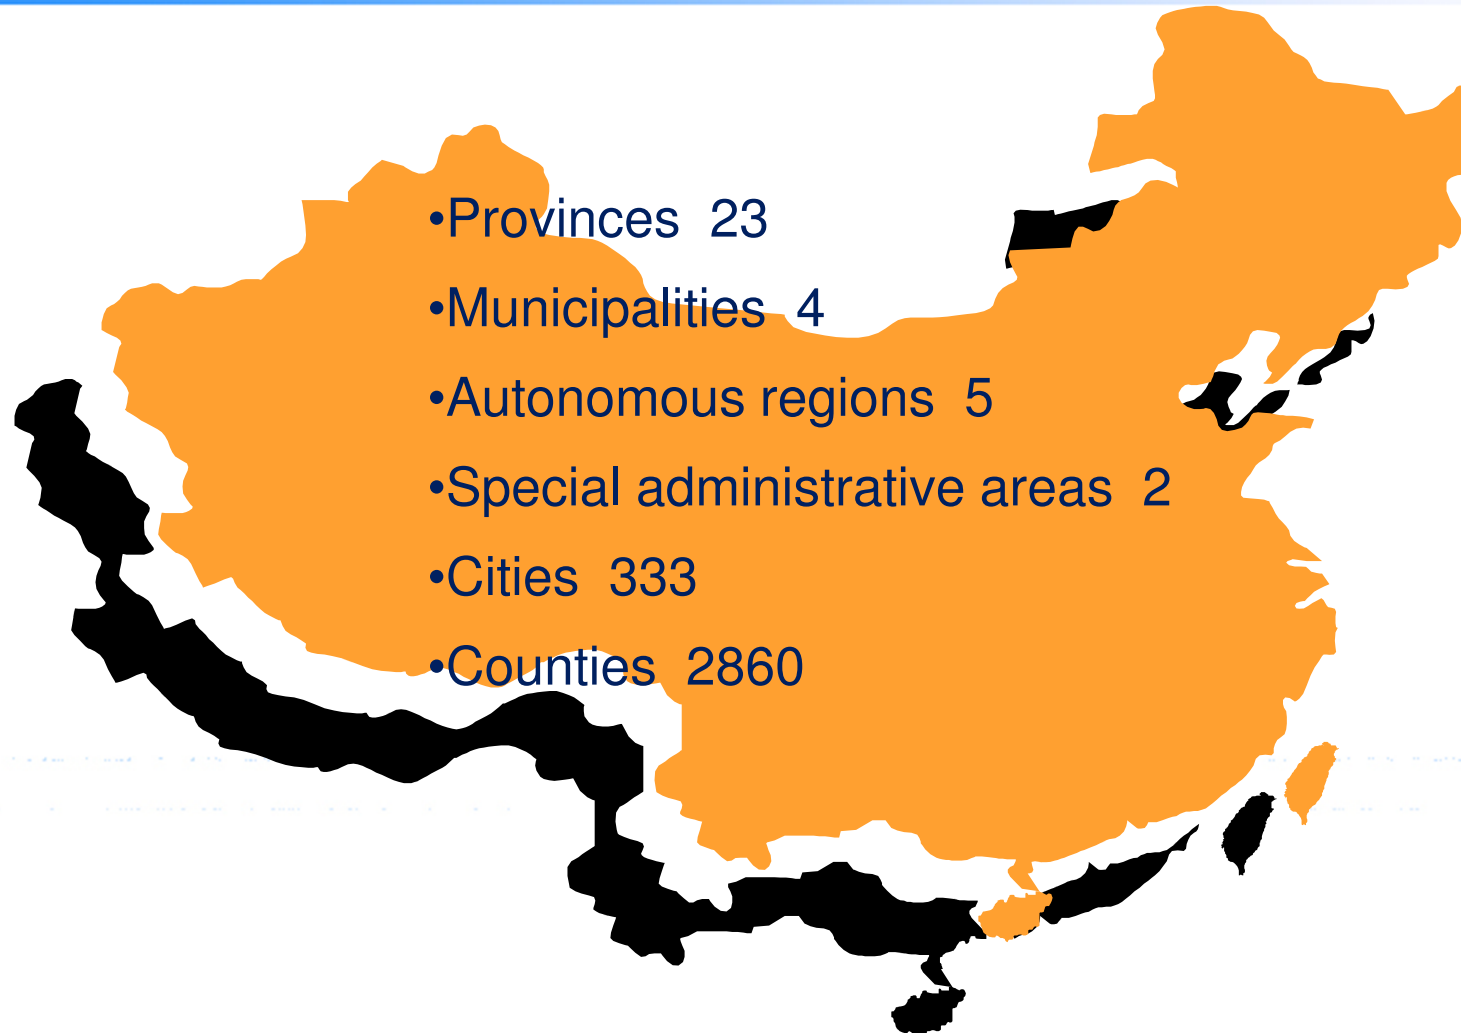 •Provinces  23
•Municipalities  4
•Autonomous regions  5
•Special administrative areas  2
•Cities  333
•Counties  2860